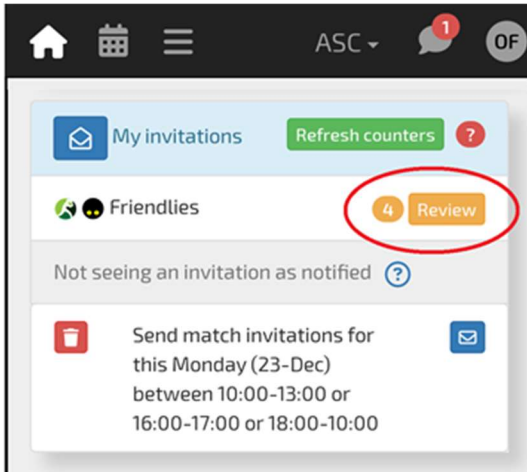 ASC 1 OF
My invitations Refresh counters ?
Friendlies 4 Review
Not seeing an invitation as notified ?
Send match invitations for
this Monday (23-Dec)
between 10:00-13:00 or
16:00-17:00 or 18:00-10:00